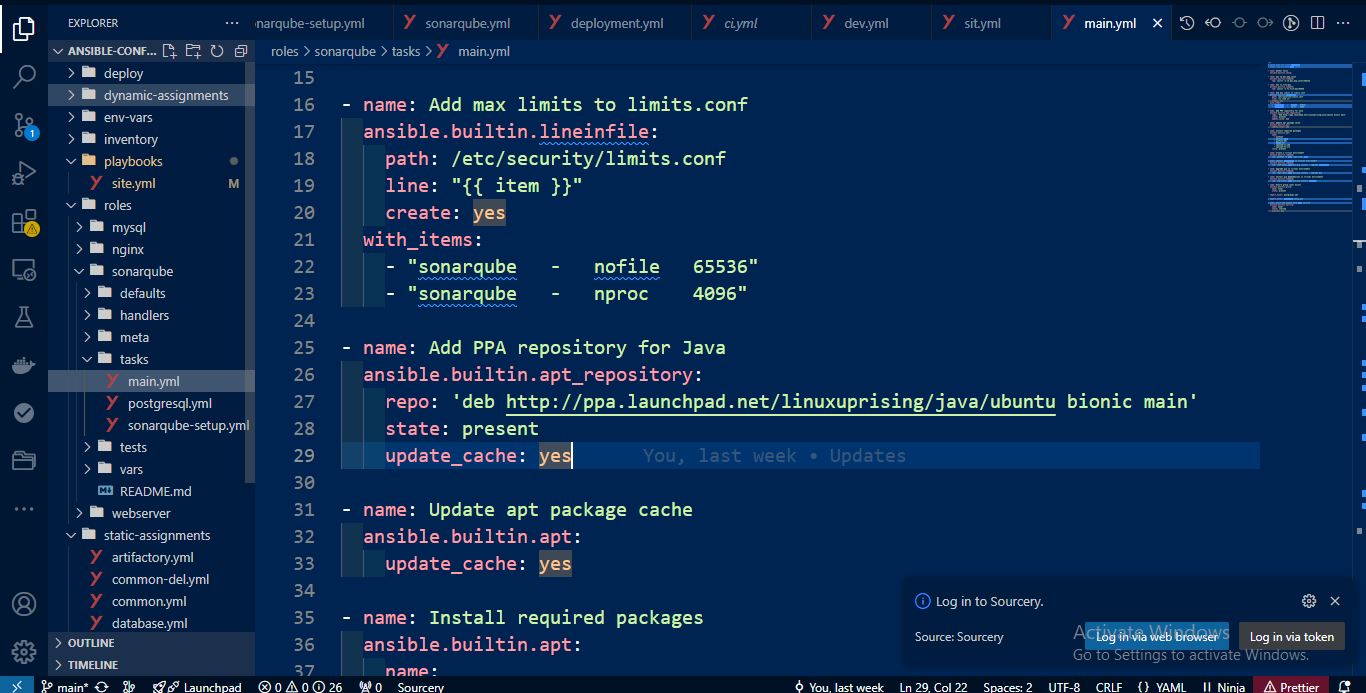 EXPLORER
...
narqube-setup.yml
sonarqube.yml
deployment.yml
ci.yml
dev.yml
sit.yml
main.yml
ANSIBLE-CONF...
roles > sonarqube > tasks > main.yml
deploy
dynamic-assignments
env-vars
inventory
playbooks
site.yml M
roles
mysql
nginx
sonarqube
defaults
handlers
meta
tasks
main.yml
postgresql.yml
sonarqube-setup.yml
tests
vars
README.md
webserver
static-assignments
artifactory.yml
common-del.yml
common.yml
database.yml
OUTLINE
TIMELINE
15
16 - name: Add max limits to limits.conf
17 ansible.builtin.lineinfile:
18 path: /etc/security/limits.conf
19 line: "{{ item }}"
20 create: yes
21 with_items:
22 - "sonarqube   -   nofile   65536"
23 - "sonarqube   -   nproc    4096"
24
25 - name: Add PPA repository for Java
26 ansible.builtin.apt_repository:
27 repo: 'deb http://ppa.launchpad.net/linuxuprising/java/ubuntu bionic main'
28 state: present
29 update_cache: yes You, last week • Updates
30
31 - name: Update apt package cache
32 ansible.builtin.apt:
33 update_cache: yes
34
35 - name: Install required packages
36 ansible.builtin.apt:
37 name:
Log in to Sourcery.
Source: Sourcery
Log in via web browser
Log in via token
Activate Windows
Go to Settings to activate Windows.
1
main* Launchpad 0 0 26 0 Sourcery You, last week Ln 29, Col 22 Spaces: 2 UTF-8 CRLF {} YAML Ninja Prettier